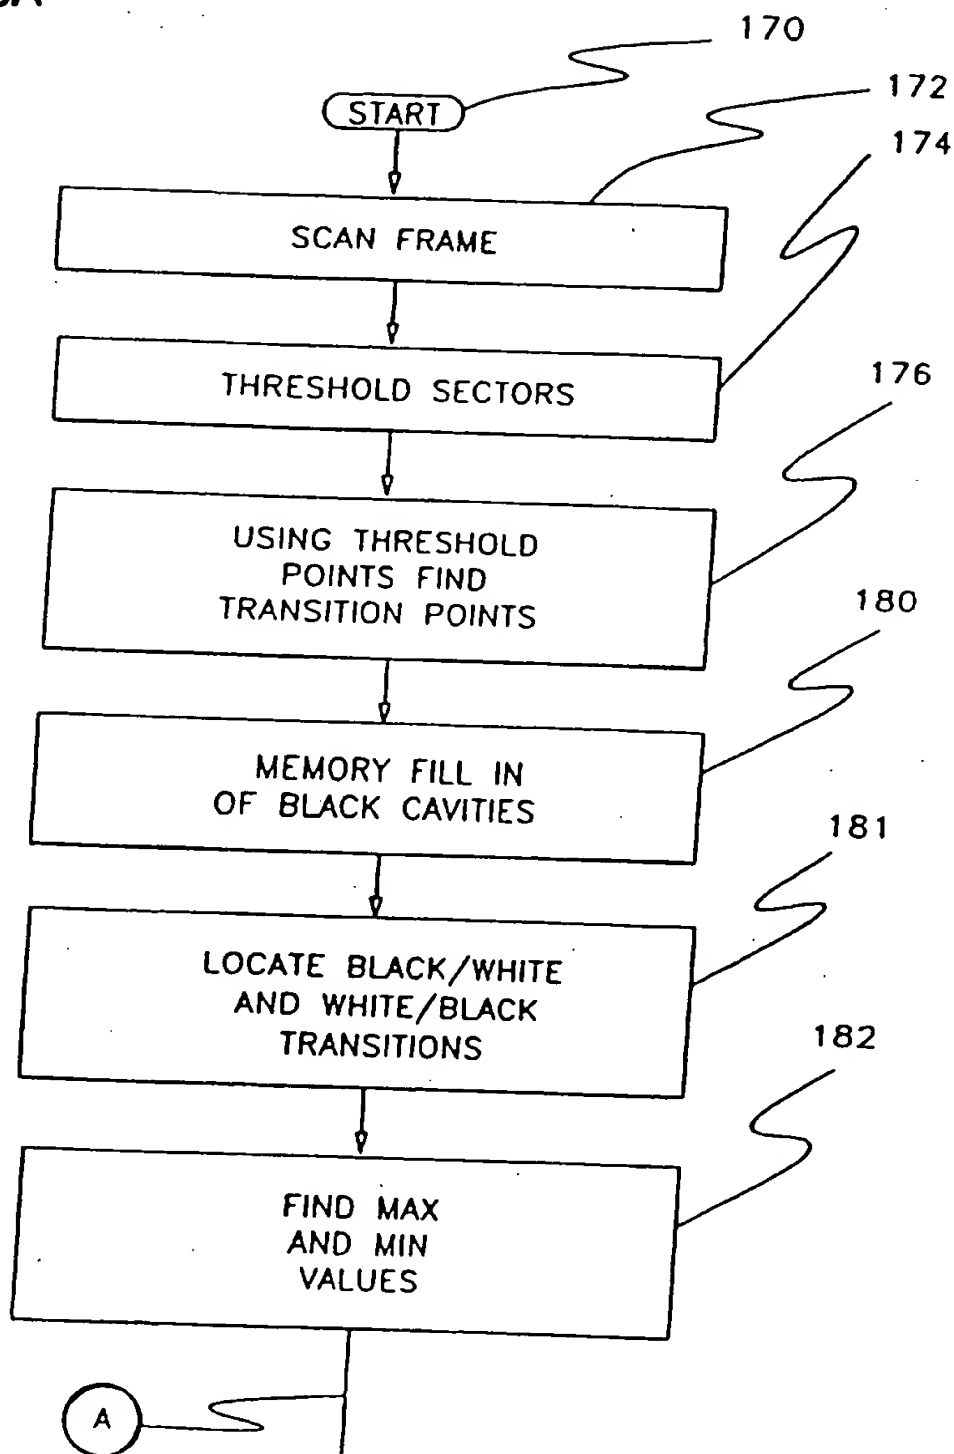 170
START
172
174
SCAN FRAME
THRESHOLD SECTORS
176
USING THRESHOLD
POINTS FIND
TRANSITION POINTS
180
MEMORY FILL IN
OF BLACK CAVITIES
181
LOCATE BLACK/WHITE
AND WHITE/BLACK
TRANSITIONS
182
FIND MAX
AND MIN
VALUES
A